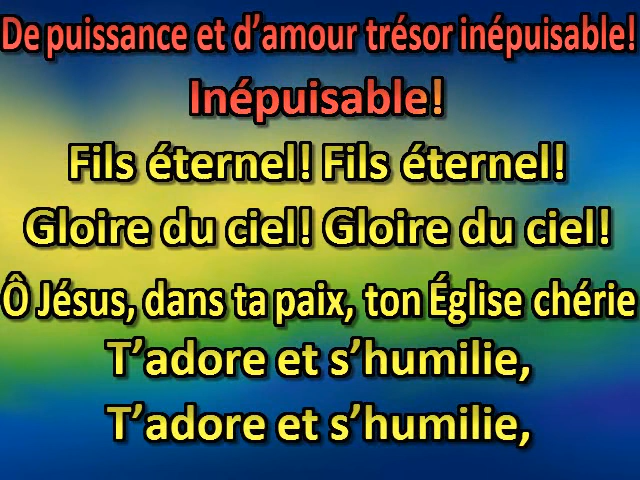 De puissance et d’amour trésor inépuisable!
Inépuisable!
Fils éternel! Fils éternel!
Gloire du ciel! Gloire du ciel!
Ô Jésus, dans ta paix, ton Église chérie
T’adore et s’humilie,
T’adore et s’humilie,